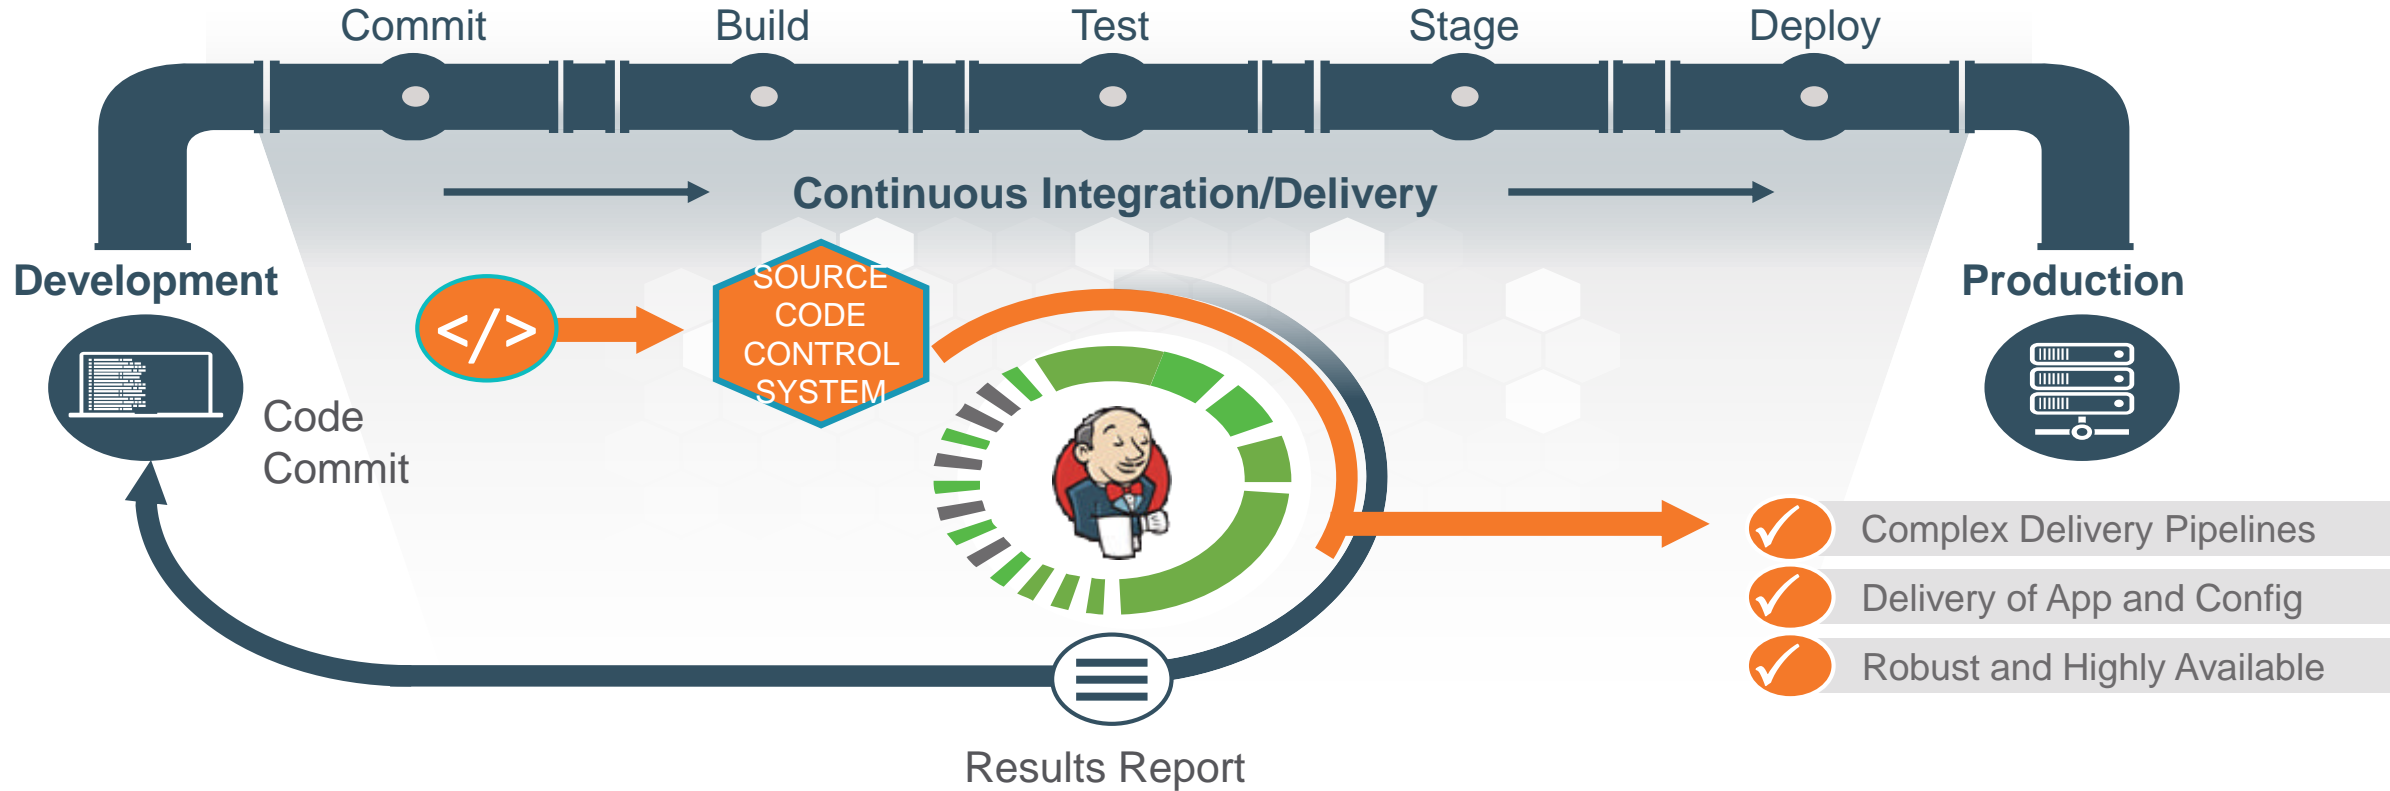 Commit
Build
Test
Stage
Deploy
Continuous Integration/Delivery
Development
Production
</>
SOURCE
CODE
CONTROL
SYSTEM
Code
Commit
Complex Delivery Pipelines
Delivery of App and Config
Robust and Highly Available
Results Report